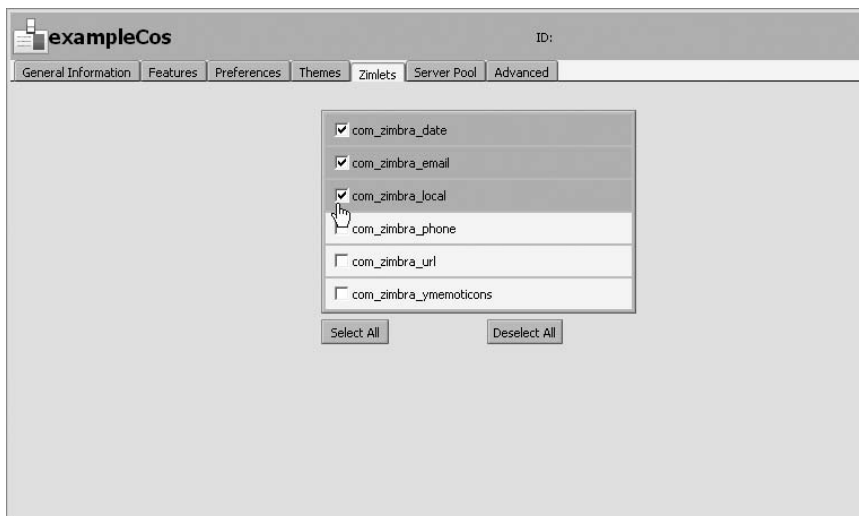 exampleCos ID:
General Information Features Preferences Themes Zimlets Server Pool Advanced
com_zimbra_date
com_zimbra_email
com_zimbra_local
com_zimbra_phone
com_zimbra_url
com_zimbra_ymemoticons
Select All Deselect All